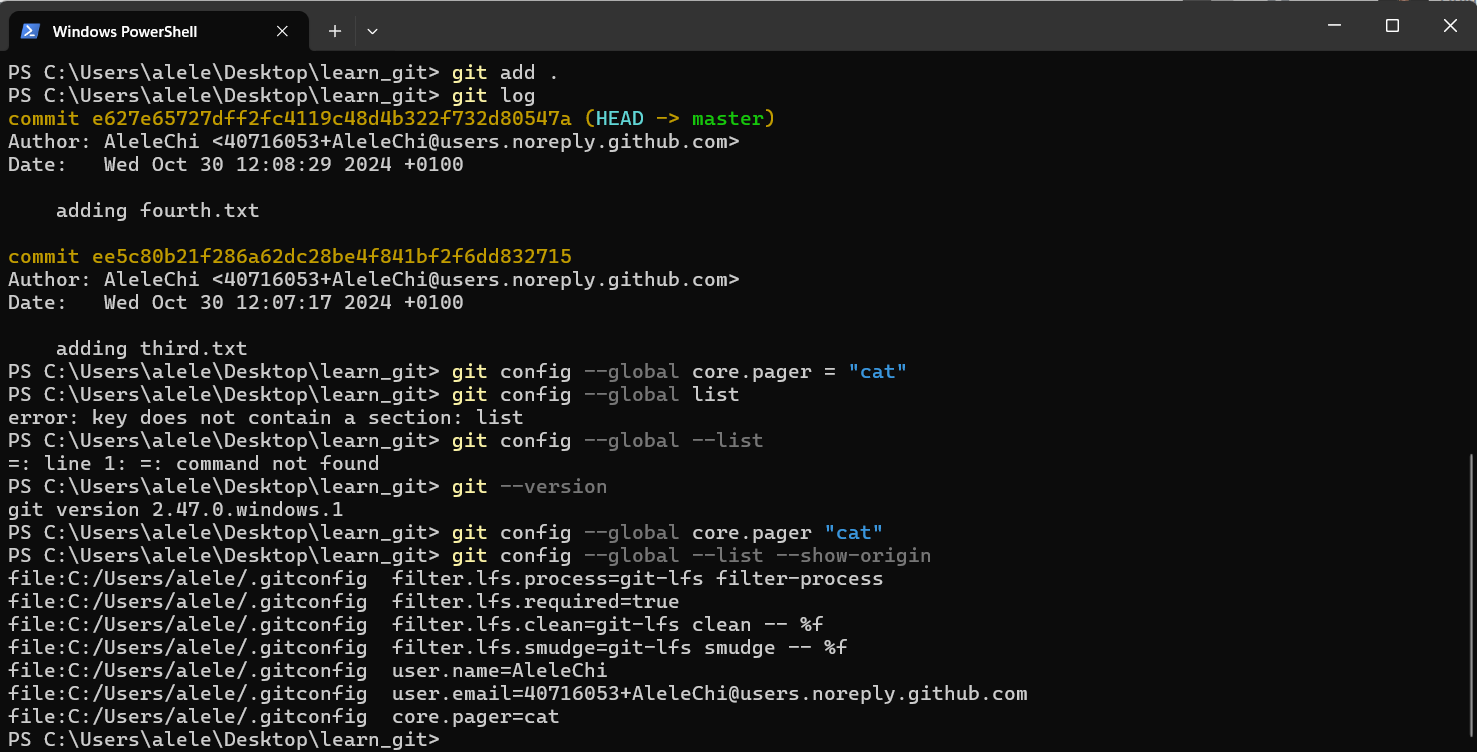 Windows PowerShell
PS C:\Users\alele\Desktop\learn_git> git add .
PS C:\Users\alele\Desktop\learn_git> git log
commit e627e65727dff2fc4119c48d4b322f732d80547a (HEAD -> master)
Author: AleleChi <40716053+AleleChi@users.noreply.github.com>
Date:   Wed Oct 30 12:08:29 2024 +0100
    adding fourth.txt
commit ee5c80b21f286a62dc28be4f841bf2f6dd832715
Author: AleleChi <40716053+AleleChi@users.noreply.github.com>
Date:   Wed Oct 30 12:07:17 2024 +0100
    adding third.txt
PS C:\Users\alele\Desktop\learn_git> git config --global core.pager = "cat"
PS C:\Users\alele\Desktop\learn_git> git config --global list
error: key does not contain a section: list
PS C:\Users\alele\Desktop\learn_git> git config --global --list
=: line 1: =: command not found
PS C:\Users\alele\Desktop\learn_git> git --version
git version 2.47.0.windows.1
PS C:\Users\alele\Desktop\learn_git> git config --global core.pager "cat"
PS C:\Users\alele\Desktop\learn_git> git config --global --list --show-origin
file:C:/Users/alele/.gitconfig  filter.lfs.process=git-lfs filter-process
file:C:/Users/alele/.gitconfig  filter.lfs.required=true
file:C:/Users/alele/.gitconfig  filter.lfs.clean=git-lfs clean -- %f
file:C:/Users/alele/.gitconfig  filter.lfs.smudge=git-lfs smudge -- %f
file:C:/Users/alele/.gitconfig  user.name=AleleChi
file:C:/Users/alele/.gitconfig  user.email=40716053+AleleChi@users.noreply.github.com
file:C:/Users/alele/.gitconfig  core.pager=cat
PS C:\Users\alele\Desktop\learn_git>